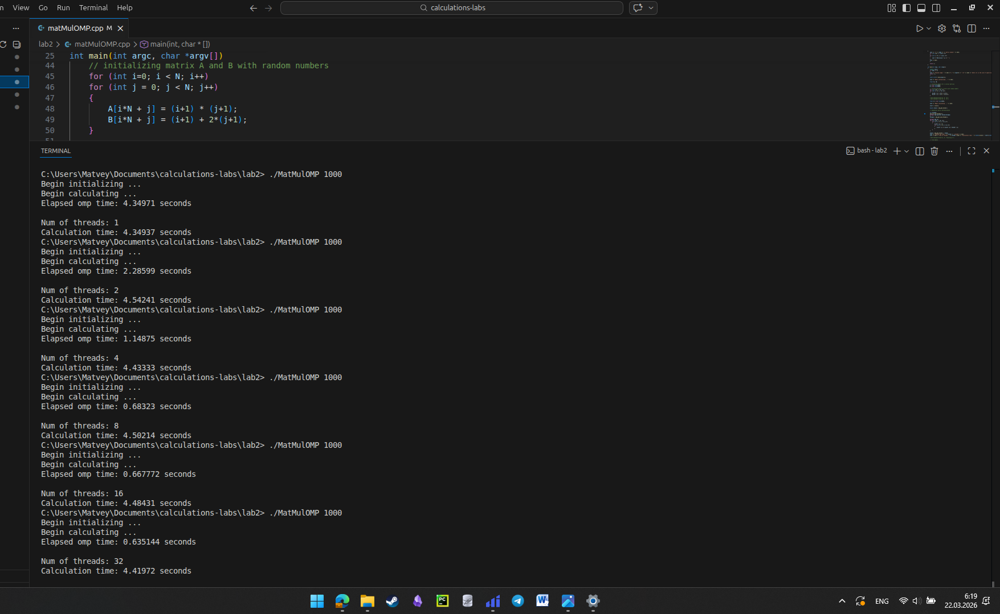 View Go Run Terminal Help
calculations-labs
matMulOMP.cpp M
lab2 > matMulOMP.cpp > main(int, char * [])
25 int main(int argc, char *argv[])
44 // initializing matrix A and B with random numbers
45 for (int i=0; i < N; i++)
46 for (int j = 0; j < N; j++)
47 {
48 A[i*N + j] = (i+1) * (j+1);
49 B[i*N + j] = (i+1) + 2*(j+1);
50 }
51
TERMINAL
bash - lab2
C:\Users\Matvey\Documents\calculations-labs\lab2> ./MatMulOMP 1000
Begin initializing ...
Begin calculating ...
Elapsed omp time: 4.34971 seconds
Num of threads: 1
Calculation time: 4.34937 seconds
C:\Users\Matvey\Documents\calculations-labs\lab2> ./MatMulOMP 1000
Begin initializing ...
Begin calculating ...
Elapsed omp time: 2.28599 seconds
Num of threads: 2
Calculation time: 4.54241 seconds
C:\Users\Matvey\Documents\calculations-labs\lab2> ./MatMulOMP 1000
Begin initializing ...
Begin calculating ...
Elapsed omp time: 1.14875 seconds
Num of threads: 4
Calculation time: 4.43333 seconds
C:\Users\Matvey\Documents\calculations-labs\lab2> ./MatMulOMP 1000
Begin initializing ...
Begin calculating ...
Elapsed omp time: 0.68323 seconds
Num of threads: 8
Calculation time: 4.50214 seconds
C:\Users\Matvey\Documents\calculations-labs\lab2> ./MatMulOMP 1000
Begin initializing ...
Begin calculating ...
Elapsed omp time: 0.667772 seconds
Num of threads: 16
Calculation time: 4.48431 seconds
C:\Users\Matvey\Documents\calculations-labs\lab2> ./MatMulOMP 1000
Begin initializing ...
Begin calculating ...
Elapsed omp time: 0.635144 seconds
Num of threads: 32
Calculation time: 4.41972 seconds
PC
W
ENG
6:19
22.03.2026